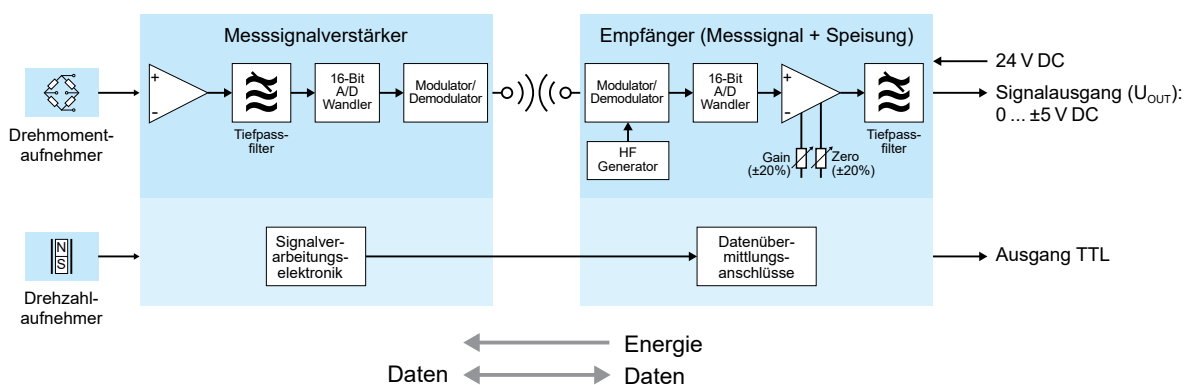 Messsignalverstärker
Empfänger (Messsignal + Speisung)
Drehmoment-
aufnehmer
+
−
Tiefpass-
filter
16-Bit
A/D
Wandler
Modulator/
Demodulator
Modulator/
Demodulator
HF
Generator
16-Bit
A/D
Wandler
+
−
Gain
(±20%)
Zero
(±20%)
Tiefpass-
filter
24 V DC
Signalausgang (UOUT):
0 ... ±5 V DC
N
S
Drehzahl-
aufnehmer
Signalver-
arbeitungs-
elektronik
Datenüber-
mittlungs-
anschlüsse
Ausgang TTL
Energie
Daten
Daten